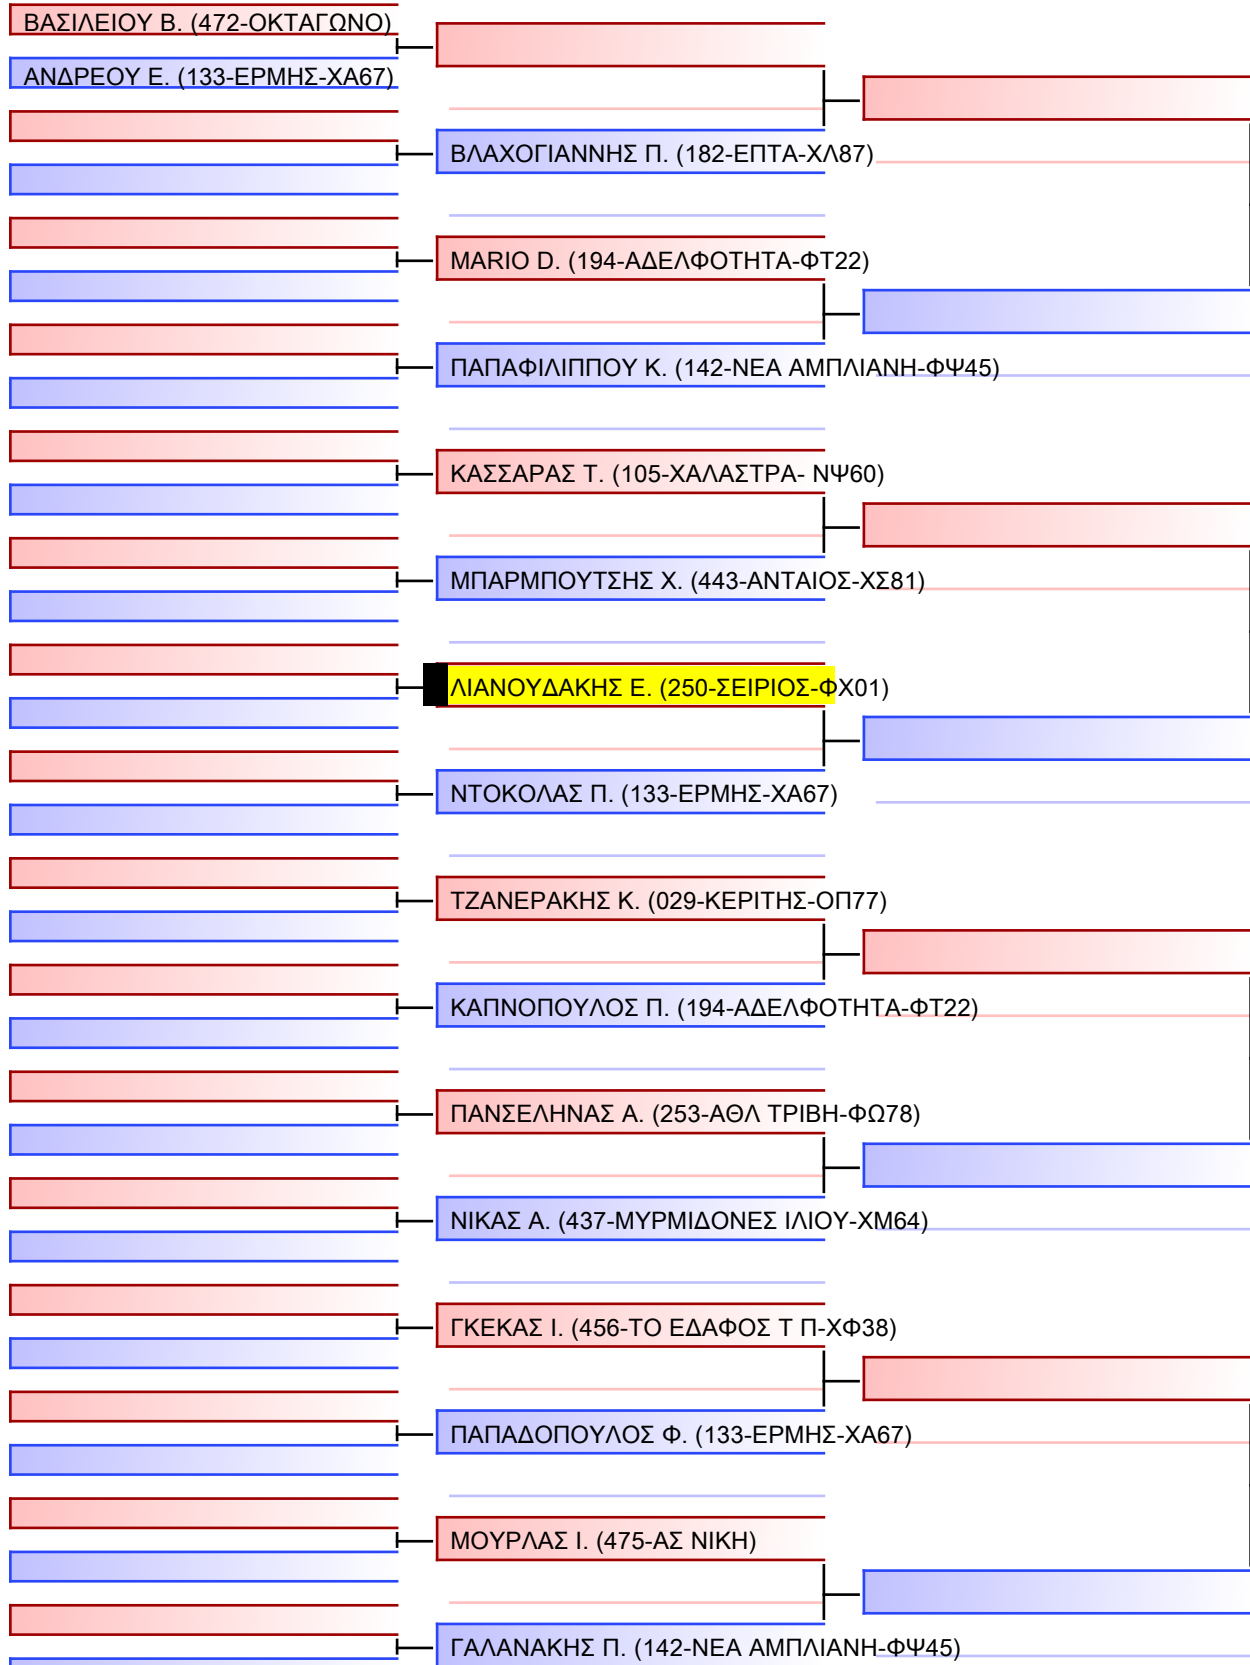 ΒΑΣΙΛΕΙΟΥ Β. (472-ΟΚΤΑΓΩΝΟ)
ΑΝΔΡΕΟΥ Ε. (133-ΕΡΜΗΣ-ΧΑ67)
ΒΛΑΧΟΓΙΑΝΝΗΣ Π. (182-ΕΠΤΑ-ΧΛ87)
MARIO D. (194-ΑΔΕΛΦΟΤΗΤΑ-ΦΤ22)
ΠΑΠΑΦΙΛΙΠΠΟΥ Κ. (142-ΝΕΑ ΑΜΠΛΙΑΝΗ-ΦΨ45)
ΚΑΣΣΑΡΑΣ Τ. (105-ΧΑΛΑΣΤΡΑ- ΝΨ60)
ΜΠΑΡΜΠΟΥΤΣΗΣ Χ. (443-ΑΝΤΑΙΟΣ-ΧΣ81)
ΛΙΑΝΟΥΔΑΚΗΣ Ε. (250-ΣΕΙΡΙΟΣ-ΦΧ01)
ΝΤΟΚΟΛΑΣ Π. (133-ΕΡΜΗΣ-ΧΑ67)
ΤΖΑΝΕΡΑΚΗΣ Κ. (029-ΚΕΡΙΤΗΣ-ΟΠ77)
ΚΑΠΝΟΠΟΥΛΟΣ Π. (194-ΑΔΕΛΦΟΤΗΤΑ-ΦΤ22)
ΠΑΝΣΕΛΗΝΑΣ Α. (253-ΑΘΛ ΤΡΙΒΗ-ΦΩ78)
ΝΙΚΑΣ Α. (437-ΜΥΡΜΙΔΟΝΕΣ ΙΛΙΟΥ-ΧΜ64)
ΓΚΕΚΑΣ Ι. (456-ΤΟ ΕΔΑΦΟΣ Τ Π-ΧΦ38)
ΠΑΠΑΔΟΠΟΥΛΟΣ Φ. (133-ΕΡΜΗΣ-ΧΑ67)
ΜΟΥΡΛΑΣ Ι. (475-ΑΣ ΝΙΚΗ)
ΓΑΛΑΝΑΚΗΣ Π. (142-ΝΕΑ ΑΜΠΛΙΑΝΗ-ΦΨ45)